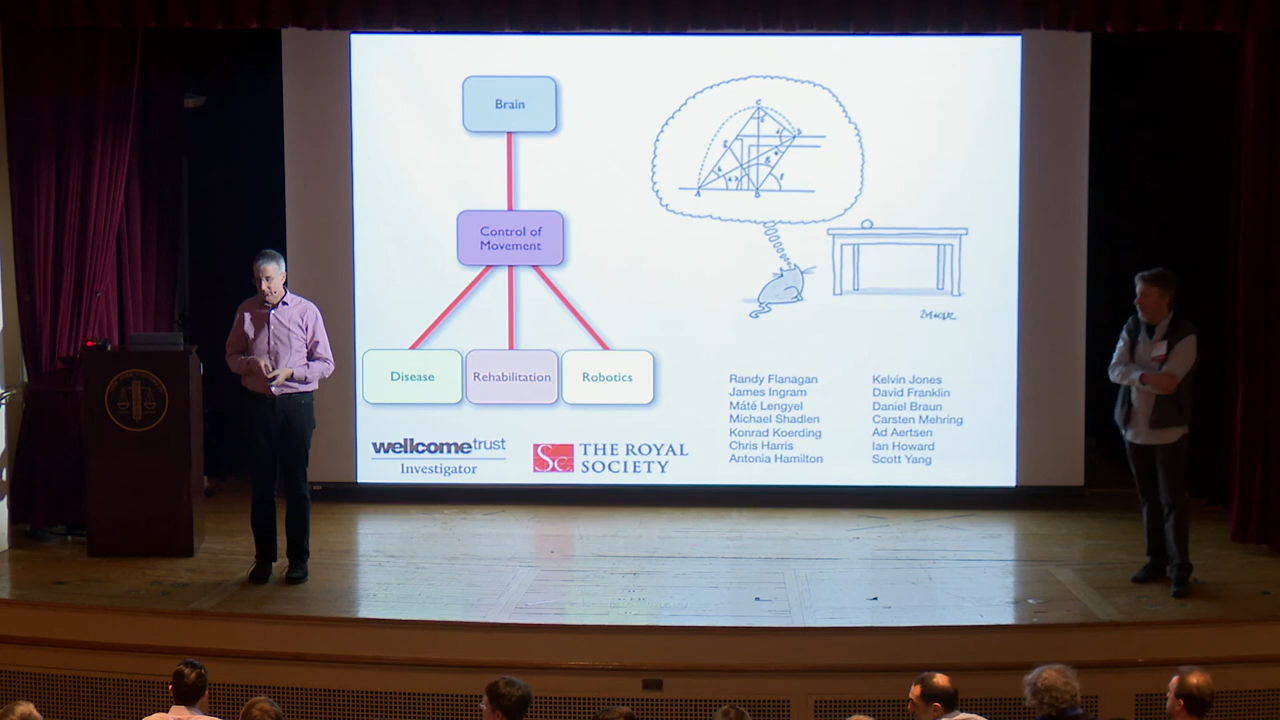 Brain
Control of
Movement
Disease
Rehabilitation
Robotics
wellcometrust
Investigator
THE ROYAL
SOCIETY
C
A
B
Randy Flanagan
James Ingram
Máté Lengyel
Michael Shadlen
Konrad Koerding
Chris Harris
Antonia Hamilton
Kelvin Jones
David Franklin
Daniel Braun
Carsten Mehring
Ad Aertsen
Ian Howard
Scott Yang